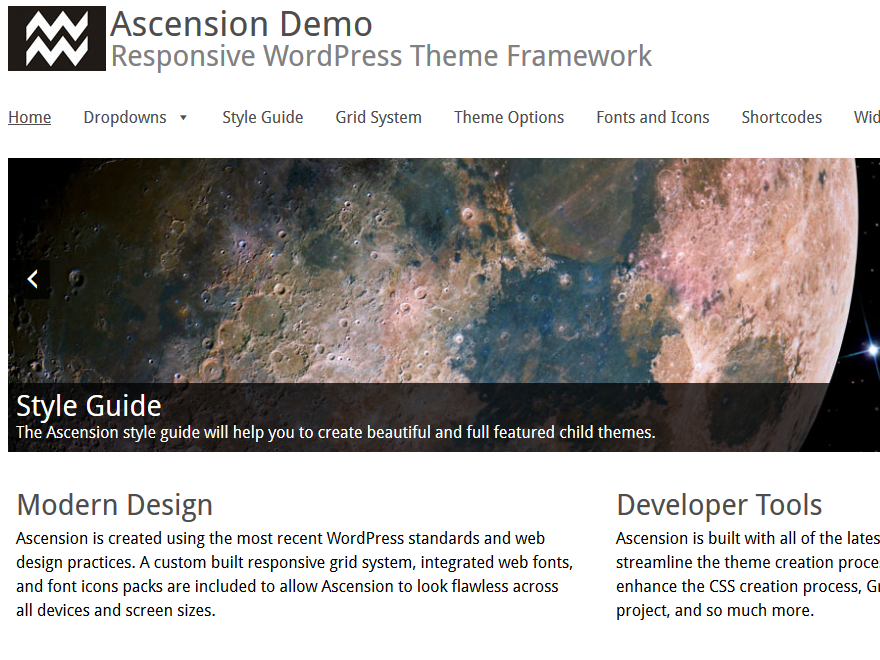 Ascension Demo
Responsive WordPress Theme Framework
Home Dropdowns Style Guide Grid System Theme Options Fonts and Icons Shortcodes
Style Guide
The Ascension style guide will help you to create beautiful and full featured child themes.
Modern Design
Ascension is created using the most recent WordPress standards and web
design practices. A custom built responsive grid system, integrated web fonts,
and font icons packs are included to allow Ascension to look flawless across
all devices and screen sizes.
Developer Tools
Ascension is built with all of the
streamline the theme creation
enhance the CSS creation process,
project, and so much more.